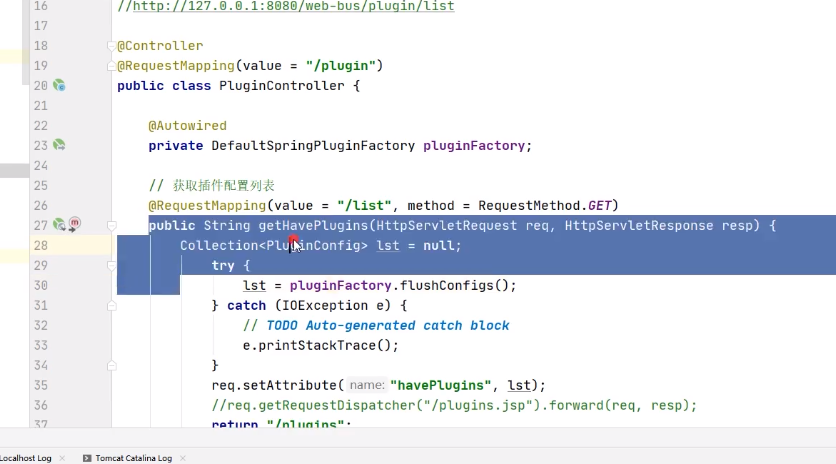 16 //http://127.0.0.1:8080/web-bus/plugin/list
17
18 @Controller
19 @RequestMapping(value = "/plugin")
20 public class PluginController {
21
22 @Autowired
23 private DefaultSpringPluginFactory pluginFactory;
24
25 // 获取插件配置列表
26 @RequestMapping(value = "/list", method = RequestMethod.GET)
27 public String getHavePlugins(HttpServletRequest req, HttpServletResponse resp) {
28 Collection<PluginConfig> lst = null;
29 try {
30 lst = pluginFactory.flushConfigs();
31 } catch (IOException e) {
32 // TODO Auto-generated catch block
33 e.printStackTrace();
34 }
35 req.setAttribute( name: "havePlugins", lst);
36 //req.getRequestDispatcher("/plugins.jsp").forward(req, resp);
37 return "/plugins";
Localhost Log × Tomcat Catalina Log ×